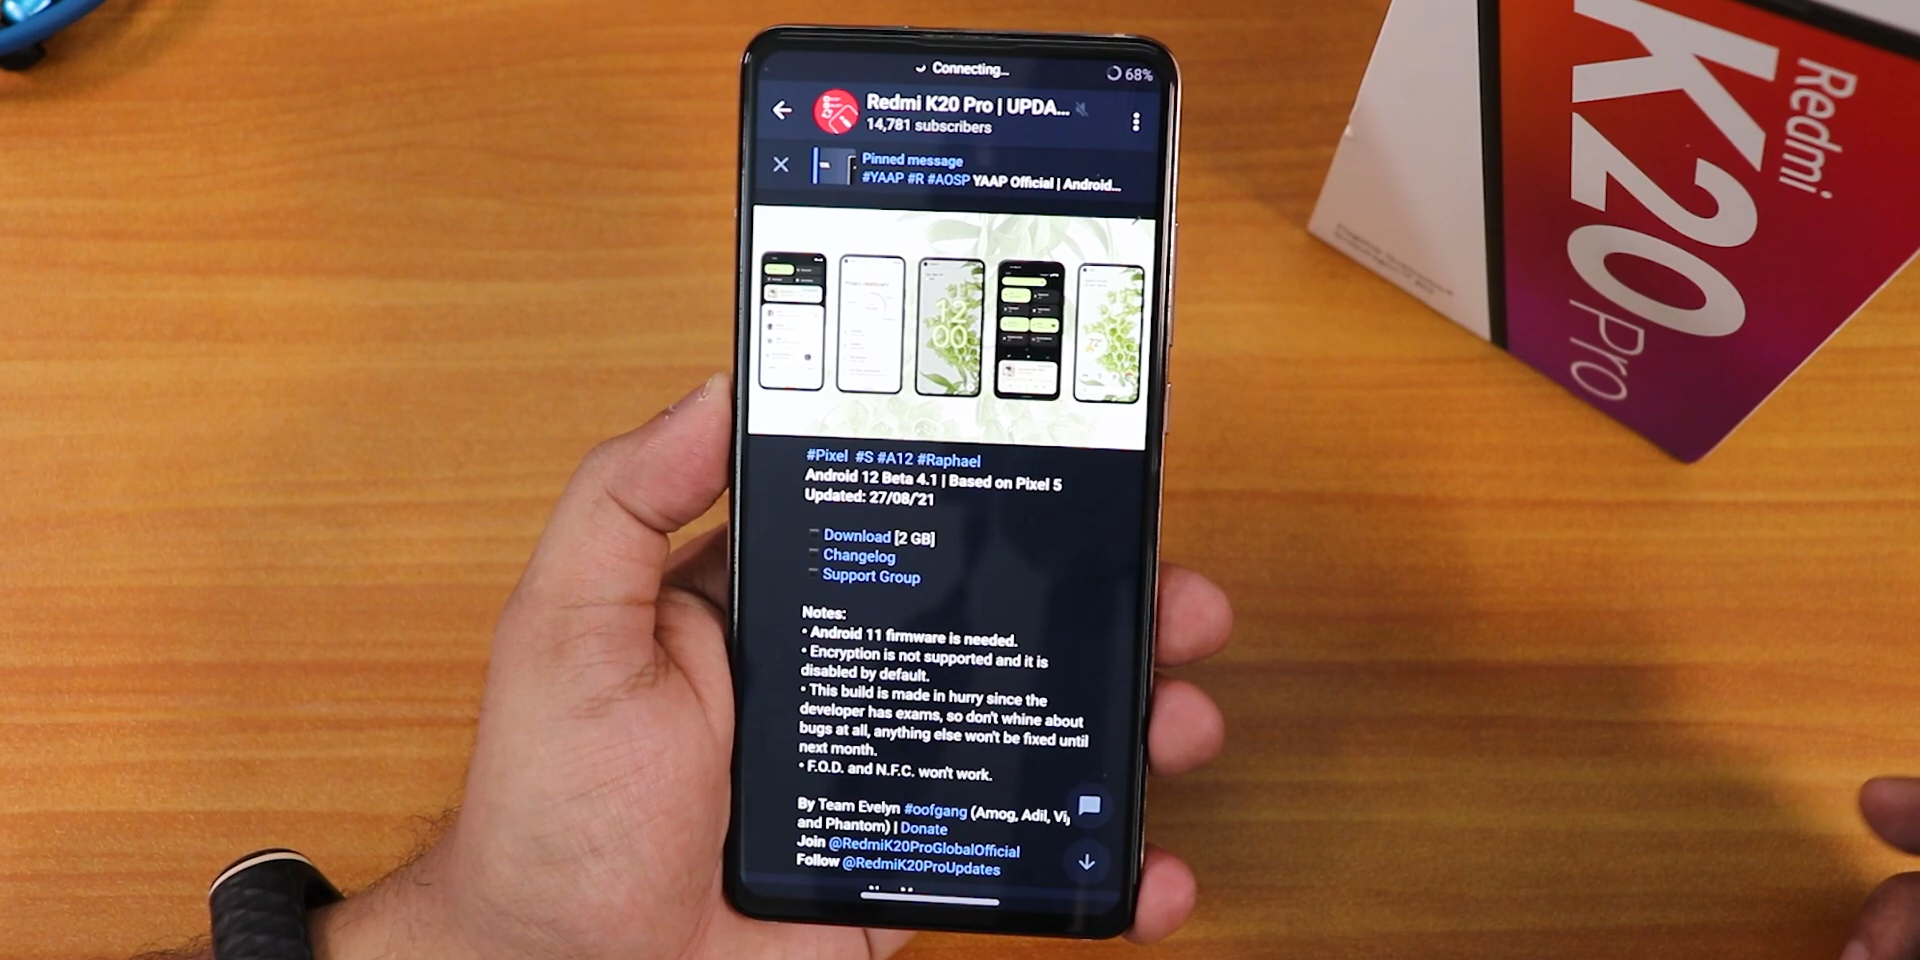 Connecting...
68%
Redmi K20 Pro | UPDA...
14,781 subscribers
Pinned message
#YAAP #R #AOSP YAAP Official | Android...
12
00
#Pixel #S #A12 #Raphael
Android 12 Beta 4.1 | Based on Pixel 5
Updated: 27/08/'21
Download [2 GB]
Changelog
Support Group
Notes:
• Android 11 firmware is needed.
• Encryption is not supported and it is
disabled by default.
• This build is made in hurry since the
developer has exams, so don't whine about
bugs at all, anything else won't be fixed until
next month.
• F.O.D. and N.F.C. won't work.
By Team Evelyn #oofgang (Amog, Adil, Vij
and Phantom) | Donate
Join @RedmiK20ProGlobalOfficial
Follow @RedmiK20ProUpdates
Redmi
K20 Pro